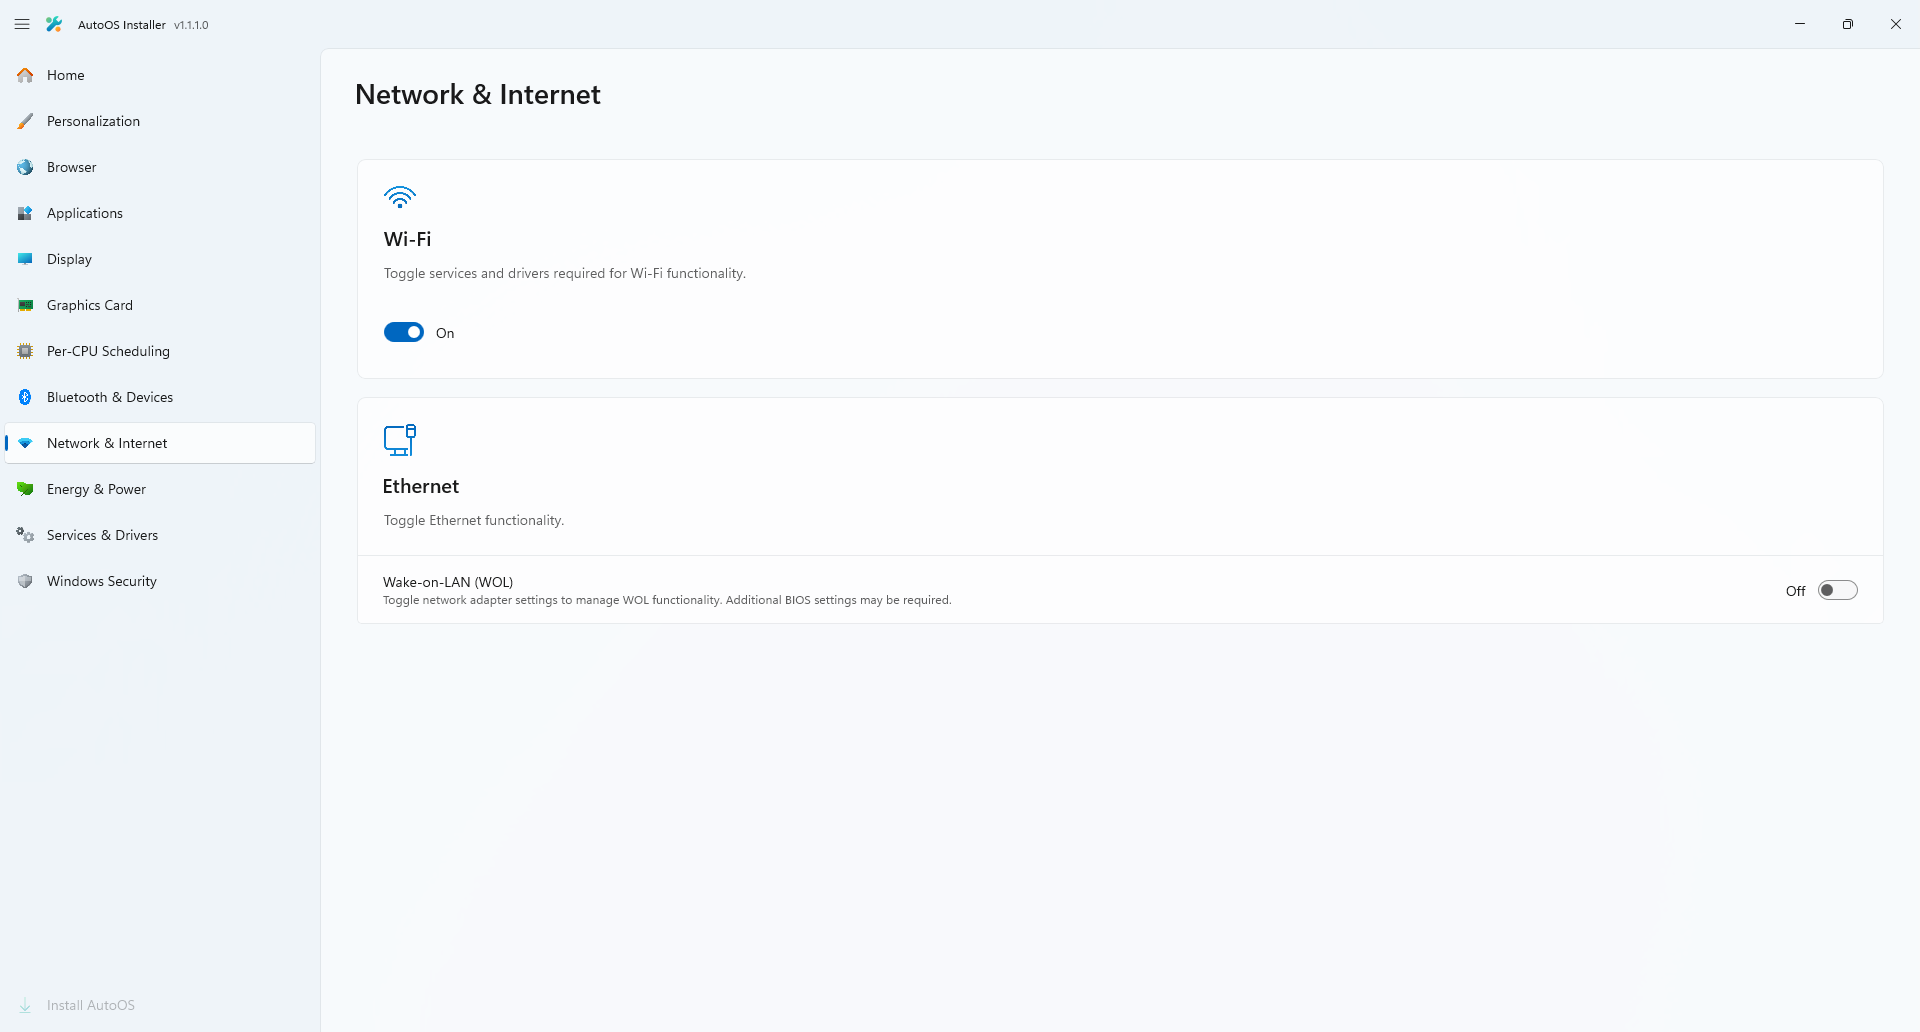 AutoOS Installer v1.1.1.0
Home
Personalization
Browser
Applications
Display
Graphics Card
Per-CPU Scheduling
Bluetooth & Devices
Network & Internet
Energy & Power
Services & Drivers
Windows Security
Install AutoOS
Network & Internet
Wi-Fi
Toggle services and drivers required for Wi-Fi functionality.
On
Ethernet
Toggle Ethernet functionality.
Wake-on-LAN (WOL)
Toggle network adapter settings to manage WOL functionality. Additional BIOS settings may be required.
Off